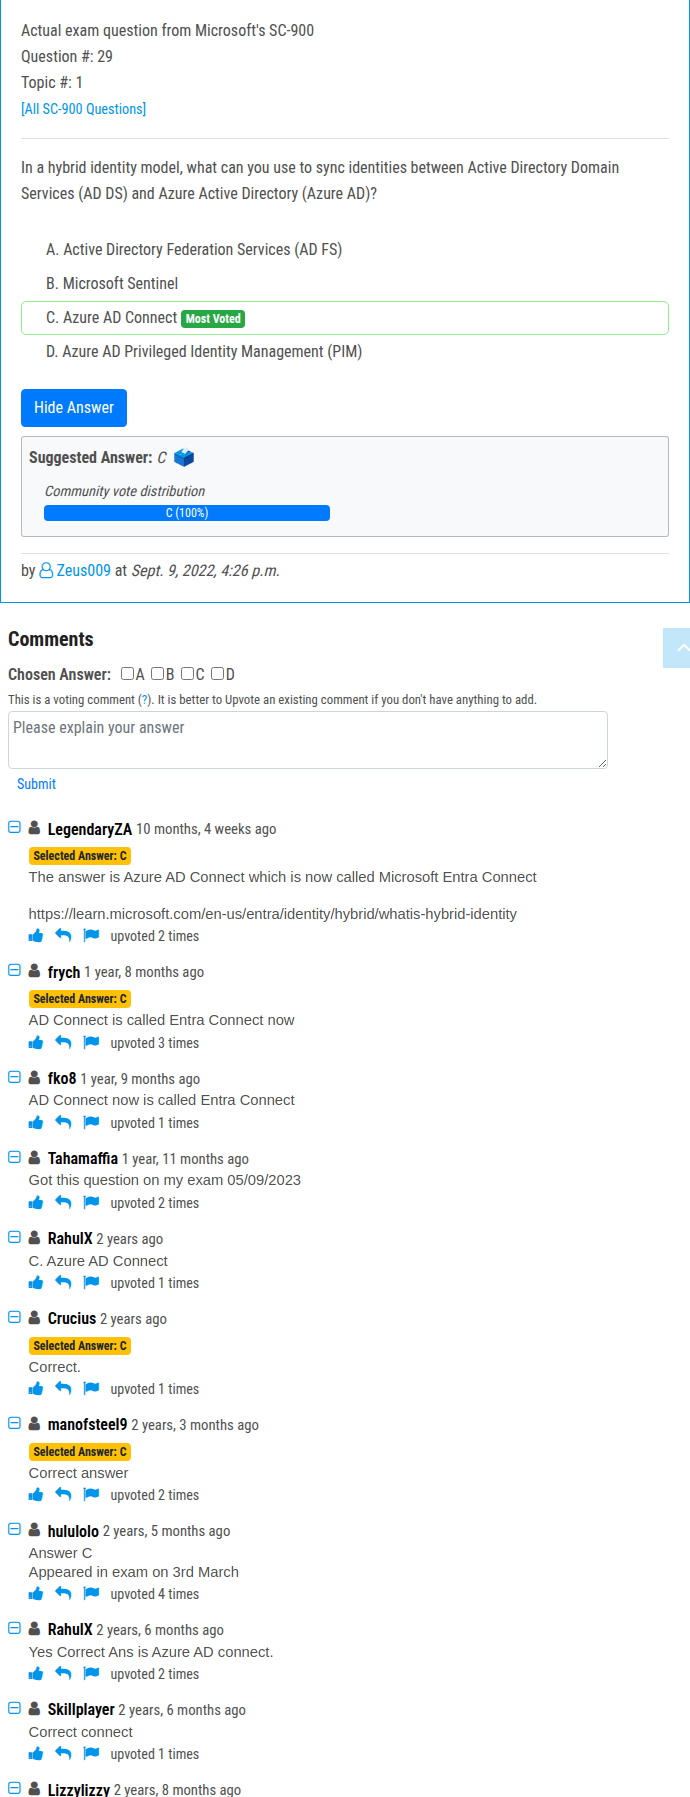 Actual exam question from Microsoft's SC-900
Question #: 29
Topic #: 1
[All SC-900 Questions]
In a hybrid identity model, what can you use to sync identities between Active Directory Domain
Services (AD DS) and Azure Active Directory (Azure AD)?
A. Active Directory Federation Services (AD FS)
B. Microsoft Sentinel
C. Azure AD Connect Most Voted
D. Azure AD Privileged Identity Management (PIM)
Hide Answer
Suggested Answer: C
Community vote distribution
C (100%)
by Zeus009 at Sept. 9, 2022, 4:26 p.m.
Comments
Chosen Answer: A B C D
This is a voting comment (?). It is better to Upvote an existing comment if you don't have anything to add.
Please explain your answer
Submit
LegendaryZA 10 months, 4 weeks ago
Selected Answer: C
The answer is Azure AD Connect which is now called Microsoft Entra Connect
https://learn.microsoft.com/en-us/entra/identity/hybrid/whatis-hybrid-identity
upvoted 2 times
frych 1 year, 8 months ago
Selected Answer: C
AD Connect is called Entra Connect now
upvoted 3 times
fko8 1 year, 9 months ago
AD Connect now is called Entra Connect
upvoted 1 times
Tahamaffia 1 year, 11 months ago
Got this question on my exam 05/09/2023
upvoted 2 times
RahulX 2 years ago
C. Azure AD Connect
upvoted 1 times
Crucius 2 years ago
Selected Answer: C
Correct.
upvoted 1 times
manofsteel9 2 years, 3 months ago
Selected Answer: C
Correct answer
upvoted 2 times
hululolo 2 years, 5 months ago
Answer C
Appeared in exam on 3rd March
upvoted 4 times
RahulX 2 years, 6 months ago
Yes Correct Ans is Azure AD connect.
upvoted 2 times
Skillplayer 2 years, 6 months ago
Correct connect
upvoted 1 times
Lizzylizzy 2 years, 8 months ago